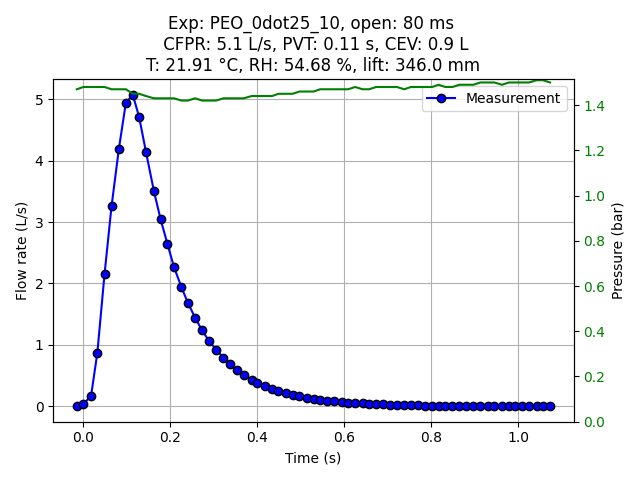 Exp: PEO_0dot25_10, open: 80 ms
CFPR: 5.1 L/s, PVT: 0.11 s, CEV: 0.9 L
T: 21.91 °C, RH: 54.68 %, lift: 346.0 mm
Measurement
Flow rate (L/s)
5
4
3
2
1
0
Pressure (bar)
1.4
1.2
1.0
0.8
0.6
0.4
0.2
0.0
0.0 0.2 0.4 0.6 0.8 1.0
Time (s)